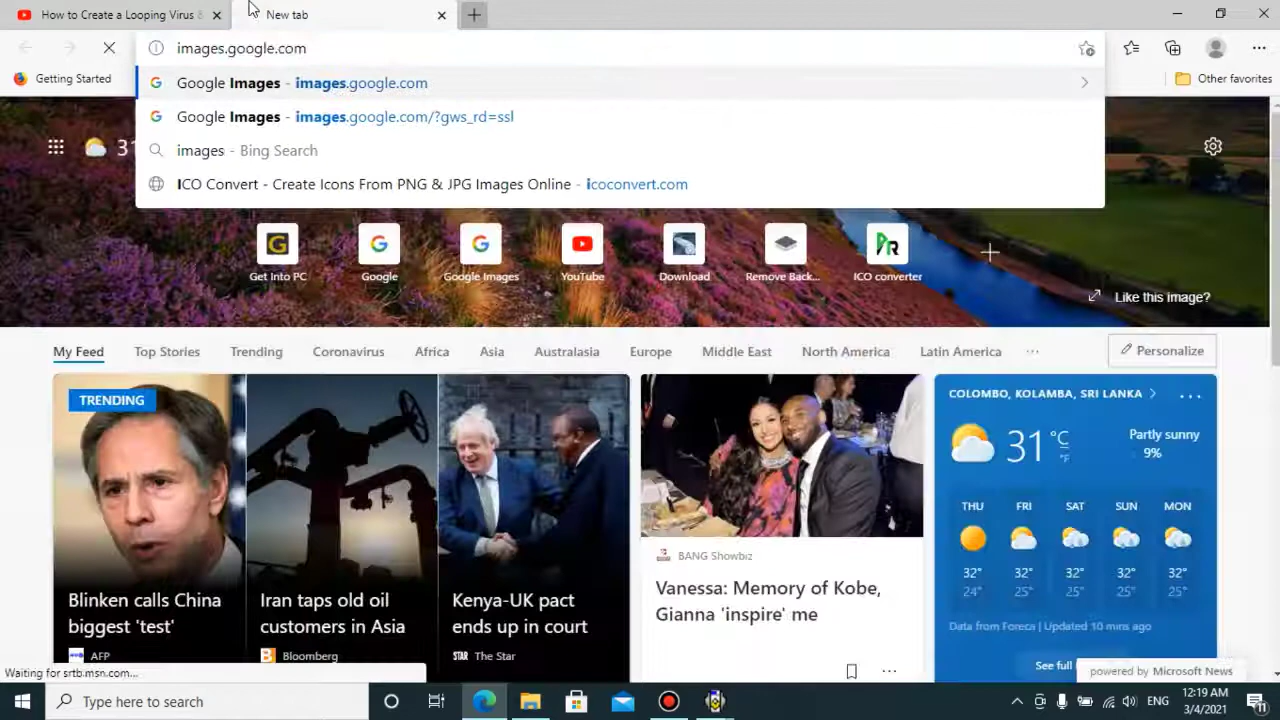 How to Create a Looping Virus &
New tab
images.google.com
Getting Started
Other favorites
Google Images - images.google.com
Google Images - images.google.com/?gws_rd=ssl
images - Bing Search
ICO Convert - Create Icons From PNG & JPG Images Online - icoconvert.com
31
Get Into PC
Google
Google Images
YouTube
Download
Remove Back...
ICO converter
Like this image?
My Feed
Top Stories
Trending
Coronavirus
Africa
Asia
Australasia
Europe
Middle East
North America
Latin America
...
Personalize
TRENDING
Blinken calls China
biggest 'test'
AFP
Iran taps old oil
customers in Asia
Bloomberg
Kenya-UK pact
ends up in court
STAR The Star
BANG Showbiz
Vanessa: Memory of Kobe,
Gianna 'inspire' me
COLOMBO, KOLAMBA, SRI LANKA
31 °C
°F
Partly sunny
9%
THU FRI SAT SUN MON
32° 32° 32° 32° 32°
24° 25° 25° 25° 25°
Data from Foreca | Updated 10 mins ago
See full
powered by Microsoft News
Waiting for srtb.msn.com...
Type here to search
ENG
12:19 AM
3/4/2021